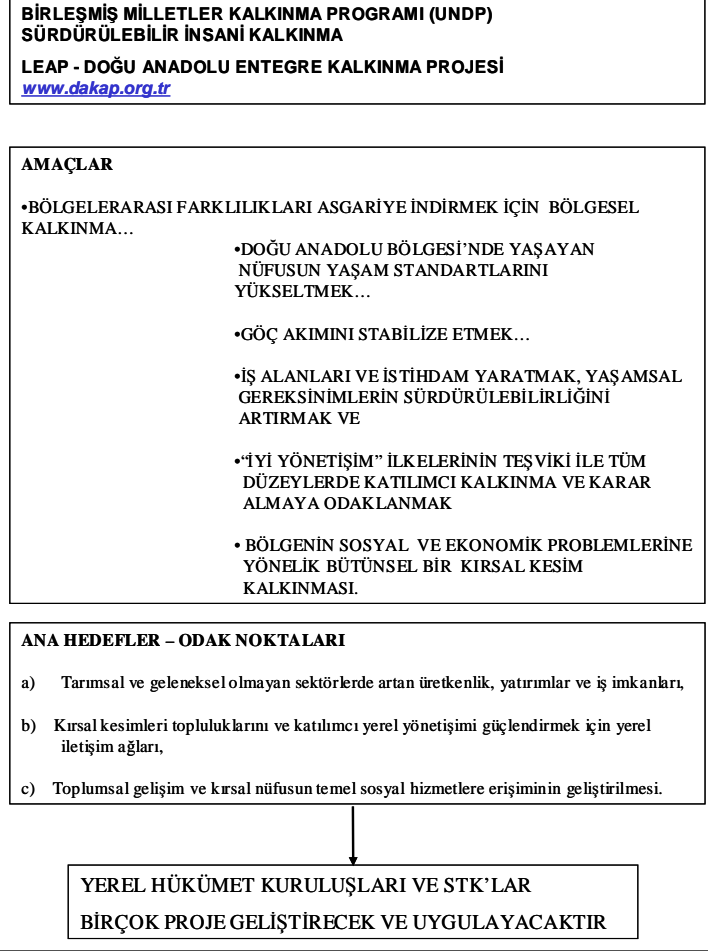 BİRLEŞMİŞ MİLLETLER KALKINMA PROGRAMI (UNDP)
SÜRDÜRÜLEBİLİR İNSANİ KALKINMA
LEAP - DOĞU ANADOLU ENTEGRE KALKINMA PROJESİ
www.dakap.org.tr
AMAÇLAR
•BÖLGELERARASI FARKLILIKLARI ASGARİYE İNDİRMEK İÇİN BÖLGESEL
KALKINMA…
•DOĞU ANADOLU BÖLGESİ’NDE YAŞAYAN
NÜFUSUN YAŞAM STANDARTLARINI
YÜKSELTMEK…
•GÖÇ AKIMINI STABİLİZE ETMEK…
•İŞ ALANLARI VE İSTİHDAM YARATMAK, YAŞAMSAL
GEREKSİNİMLERİN SÜRDÜRÜLEBİLİRLİĞİNİ
ARTIRMAK VE
•“İYİ YÖNETİŞİM” İLKELERİNİN TEŞVİKİ İLE TÜM
DÜZEYLERDE KATILIMCI KALKINMA VE KARAR
ALMAYA ODAKLANMAK
• BÖLGENİN SOSYAL VE EKONOMİK PROBLEMLERİNE
YÖNELİK BÜTÜNSEL BİR KIRSAL KESİM
KALKINMASI.
ANA HEDEFLER – ODAK NOKTALARI
a) Tarımsal ve geleneksel olmayan sektörlerde artan üretkenlik, yatırımlar ve iş imkanları,
b) Kırsal kesimleri topluluklarını ve katılımcı yerel yönetişimi güçlendirmek için yerel
iletişim ağları,
c) Toplumsal gelişim ve kırsal nüfusun temel sosyal hizmetlere erişiminin geliştirilmesi.
YEREL HÜKÜMET KURULUŞLARI VE STK’LAR
BİRÇOK PROJE GELİŞTİRECEK VE UYGULAYACAKTIR